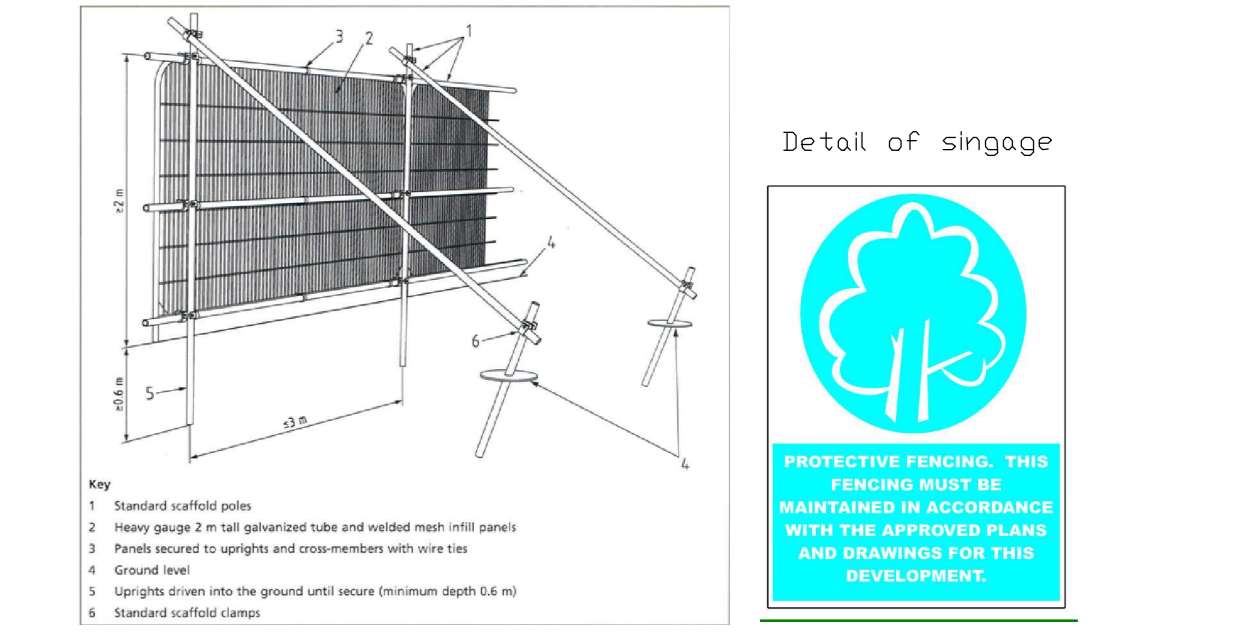 1
3
2
≥2 m
4
6
5
≥0.6 m
≤3 m
4
Key
1 Standard scaffold poles
2 Heavy gauge 2 m tall galvanized tube and welded mesh infill panels
3 Panels secured to uprights and cross-members with wire ties
4 Ground level
5 Uprights driven into the ground until secure (minimum depth 0.6 m)
6 Standard scaffold clamps
Detail of singage
PROTECTIVE FENCING. THIS
FENCING MUST BE
MAINTAINED IN ACCORDANCE
WITH THE APPROVED PLANS
AND DRAWINGS FOR THIS
DEVELOPMENT.